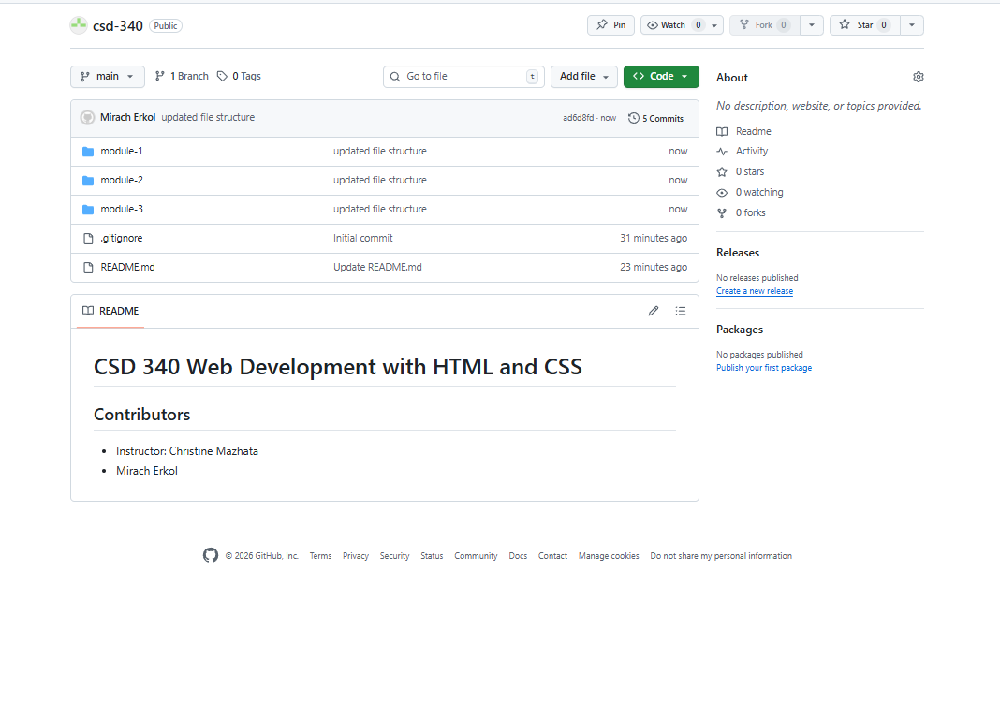 csd-340 Public Pin Watch 0 Fork 0 Star 0
main 1 Branch 0 Tags Go to file t Add file Code
Mirach Erkol updated file structure ad6d8fd · now 5 Commits
module-1 updated file structure now
module-2 updated file structure now
module-3 updated file structure now
.gitignore Initial commit 31 minutes ago
README.md Update README.md 23 minutes ago
README
CSD 340 Web Development with HTML and CSS
Contributors
• Instructor: Christine Mazhata
• Mirach Erkol
About
No description, website, or topics provided.
Readme
Activity
0 stars
0 watching
0 forks
Releases
No releases published
Create a new release
Packages
No packages published
Publish your first package
© 2026 GitHub, Inc. Terms Privacy Security Status Community Docs Contact Manage cookies Do not share my personal information